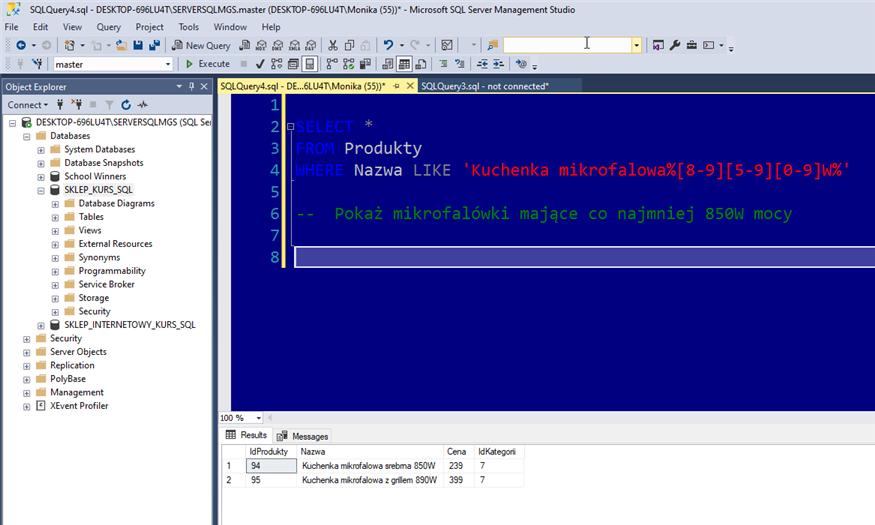 SQLQuery4.sql - DESKTOP-696LU4T\SERVERSQLMGS.master (DESKTOP-696LU4T\Monika (55))* - Microsoft SQL Server Management Studio
File Edit View Query Project Tools Window Help
New Query
master Execute
Object Explorer
Connect
DESKTOP-696LU4T\SERVERSQLMGS (SQL Ser
Databases
System Databases
Database Snapshots
School Winners
SKLEP_KURS_SQL
Database Diagrams
Tables
Views
External Resources
Synonyms
Programmability
Service Broker
Storage
Security
SKLEP_INTERNETOWY_KURS_SQL
Security
Server Objects
Replication
PolyBase
Management
XEvent Profiler
SQLQuery4.sql - DE...6LU4T\Monika (55))* SQLQuery3.sql - not connected*
1
2 SELECT *
3 FROM Produkty
4 WHERE Nazwa LIKE 'Kuchenka mikrofalowa%[8-9][5-9][0-9]W%'
5
6 -- Pokaż mikrofalówki mające co najmniej 850W mocy
7
8
100 %
Results Messages
IdProdukty Nazwa Cena IdKategorii
1 94 Kuchenka mikrofalowa srebrna 850W 239 7
2 95 Kuchenka mikrofalowa z grillem 890W 399 7